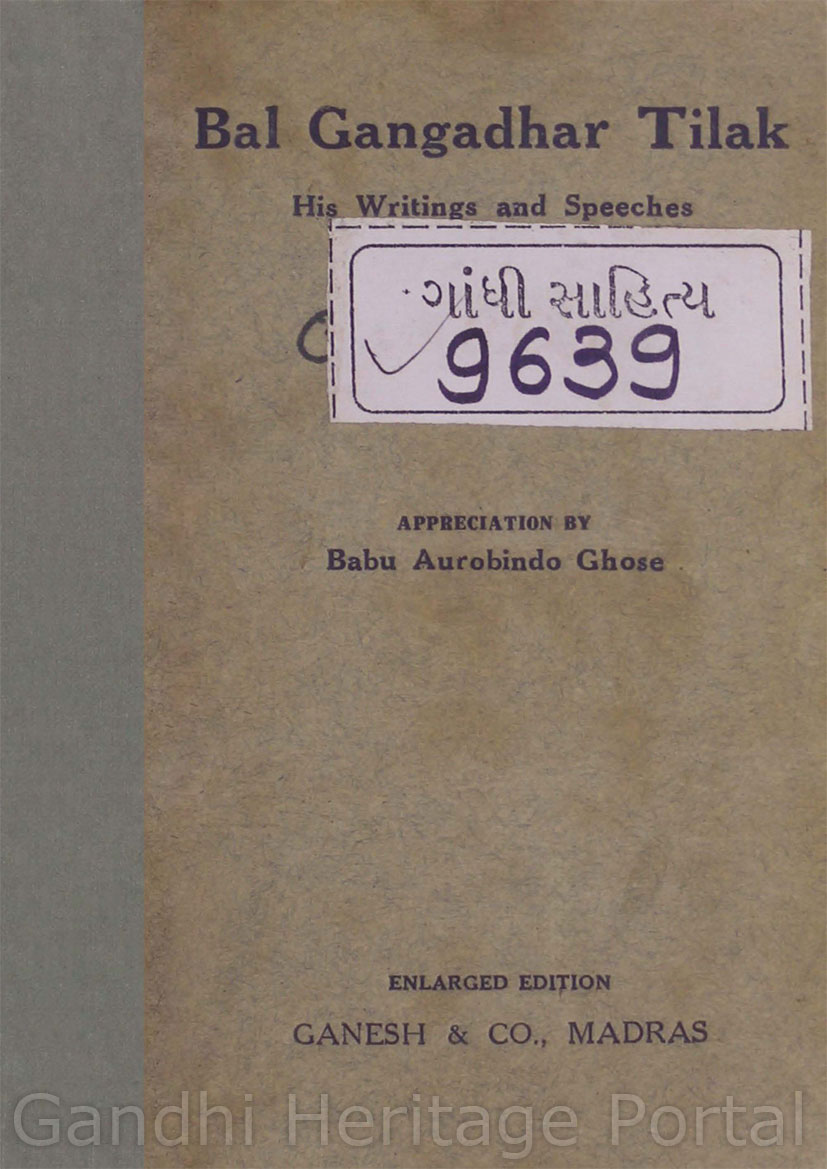 Bal Gangadhar Tilak
His Writings and Speeches
ગાંધી સાહિત્ય
9639
APPRECIATION BY
Babu Aurobindo Ghose
ENLARGED EDITION
GANESH & CO., MADRAS
Gandhi Heritage Portal